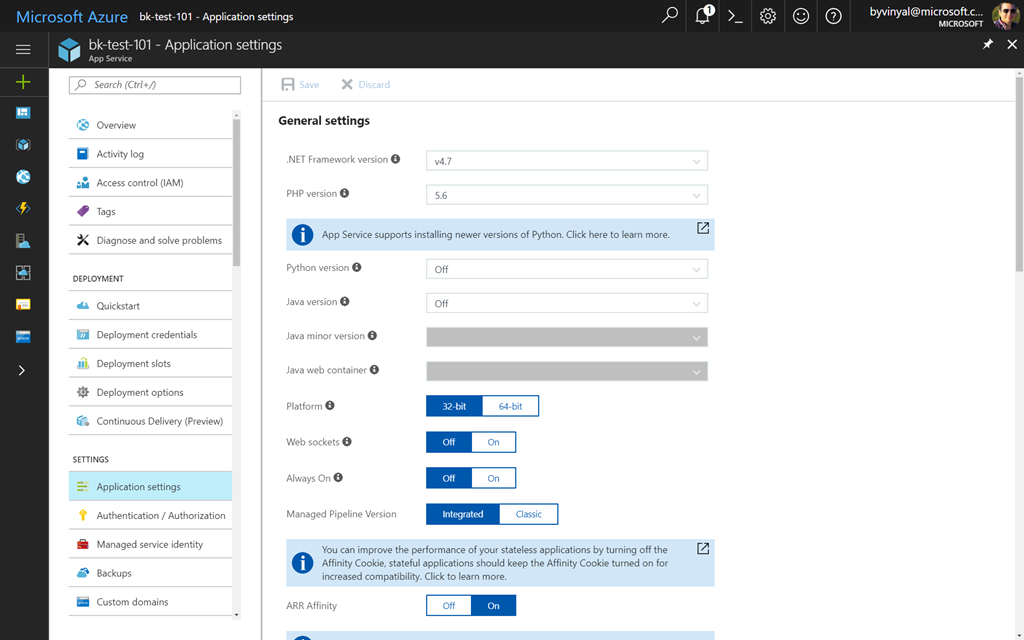 Microsoft Azure bk-test-101 - Application settings
1
byvinyal@microsoft.c...
MICROSOFT
bk-test-101 - Application settings
App Service
Search (Ctrl+/)
Overview
Activity log
Access control (IAM)
Tags
Diagnose and solve problems
DEPLOYMENT
Quickstart
Deployment credentials
Deployment slots
Deployment options
Continuous Delivery (Preview)
SETTINGS
Application settings
Authentication / Authorization
Managed service identity
Backups
Custom domains
Save Discard
General settings
.NET Framework version v4.7
PHP version 5.6
App Service supports installing newer versions of Python. Click here to learn more.
Python version Off
Java version Off
Java minor version
Java web container
Platform 32-bit 64-bit
Web sockets Off On
Always On Off On
Managed Pipeline Version Integrated Classic
You can improve the performance of your stateless applications by turning off the
Affinity Cookie, stateful applications should keep the Affinity Cookie turned on for
increased compatibility. Click to learn more.
ARR Affinity Off On